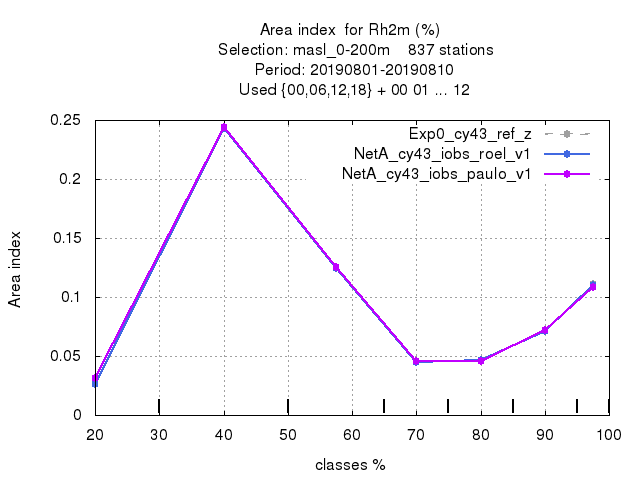 Area index  for Rh2m (%)
Selection: masl_0-200m    837 stations
Period: 20190801-20190810
Used {00,06,12,18} + 00 01 ... 12
Exp0_cy43_ref_z
NetA_cy43_iobs_roel_v1
NetA_cy43_iobs_paulo_v1
Area index
0.25
0.2
0.15
0.1
0.05
0
20 30 40 50 60 70 80 90 100
classes %